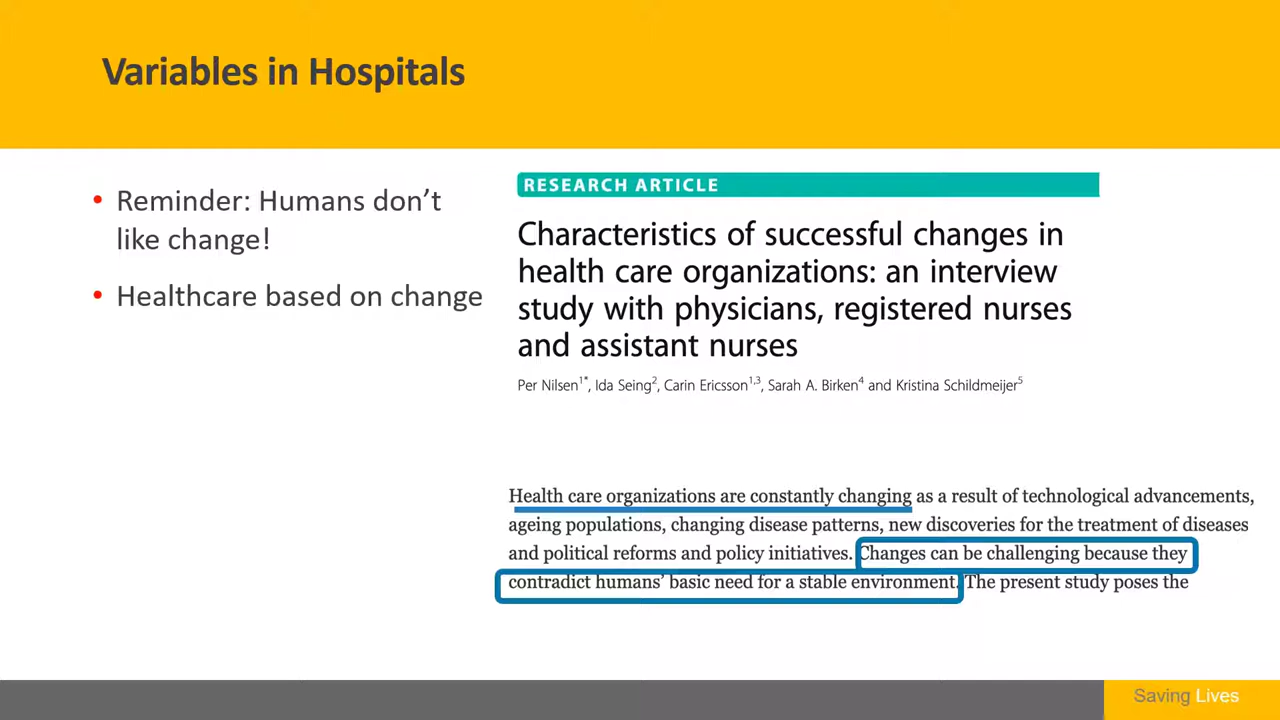 Variables in Hospitals
• Reminder: Humans don’t
like change!
• Healthcare based on change
RESEARCH ARTICLE
Characteristics of successful changes in
health care organizations: an interview
study with physicians, registered nurses
and assistant nurses
Per Nilsen1*, Ida Seing2, Carin Ericsson1,3, Sarah A. Birken4 and Kristina Schildmeijer5
Health care organizations are constantly changing as a result of technological advancements,
ageing populations, changing disease patterns, new discoveries for the treatment of diseases
and political reforms and policy initiatives. Changes can be challenging because they
contradict humans’ basic need for a stable environment. The present study poses the
Saving Lives